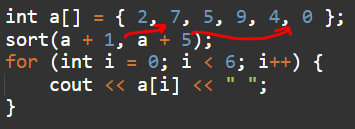 int a[] = { 2, 7, 5, 9, 4, 0 };
sort(a + 1, a + 5);
for (int i = 0; i < 6; i++) {
cout << a[i] << " ";
}